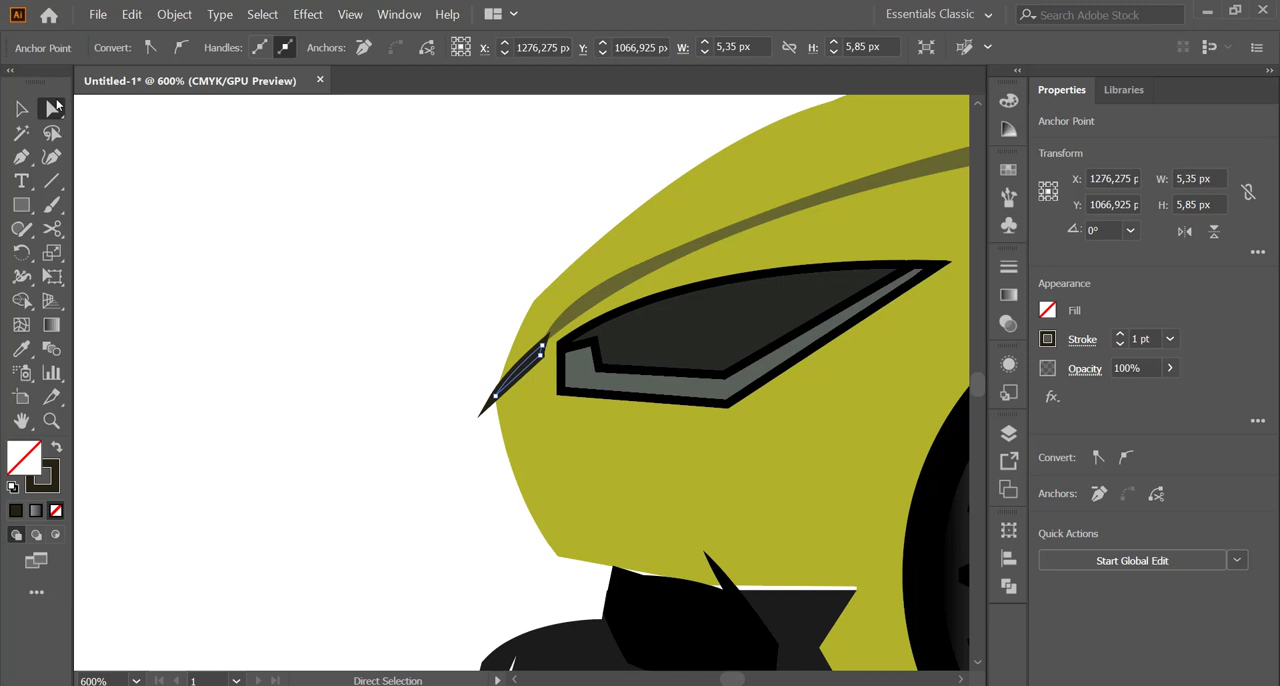 Ai File Edit Object Type Select Effect View Window Help Essentials Classic Search Adobe Stock
Anchor Point Convert: Handles: Anchors: X: 1276,275 px Y: 1066,925 px W: 5,35 px H: 5,85 px
Untitled-1* @ 600% (CMYK/GPU Preview) ×
Properties Libraries
Anchor Point
Transform
X: 1276,275 p W: 5,35 px
Y: 1066,925 p H: 5,85 px
0°
Appearance
Fill
Stroke 1 pt
Opacity 100%
fx.
Convert:
Anchors:
Quick Actions
Start Global Edit
600% 1 Direct Selection